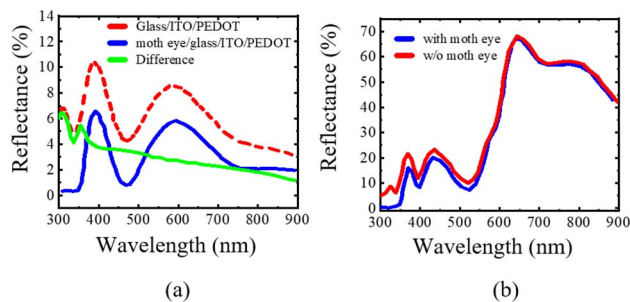 Glass/ITO/PEDOT
moth eye/glass/ITO/PEDOT
Difference
Reflectance (%)
14
12
10
8
6
4
2
0
300 400 500 600 700 800 900
Wavelength (nm)
(a)
with moth eye
w/o moth eye
Reflectance (%)
70
60
50
40
30
20
10
0
300 400 500 600 700 800 900
Wavelength (nm)
(b)